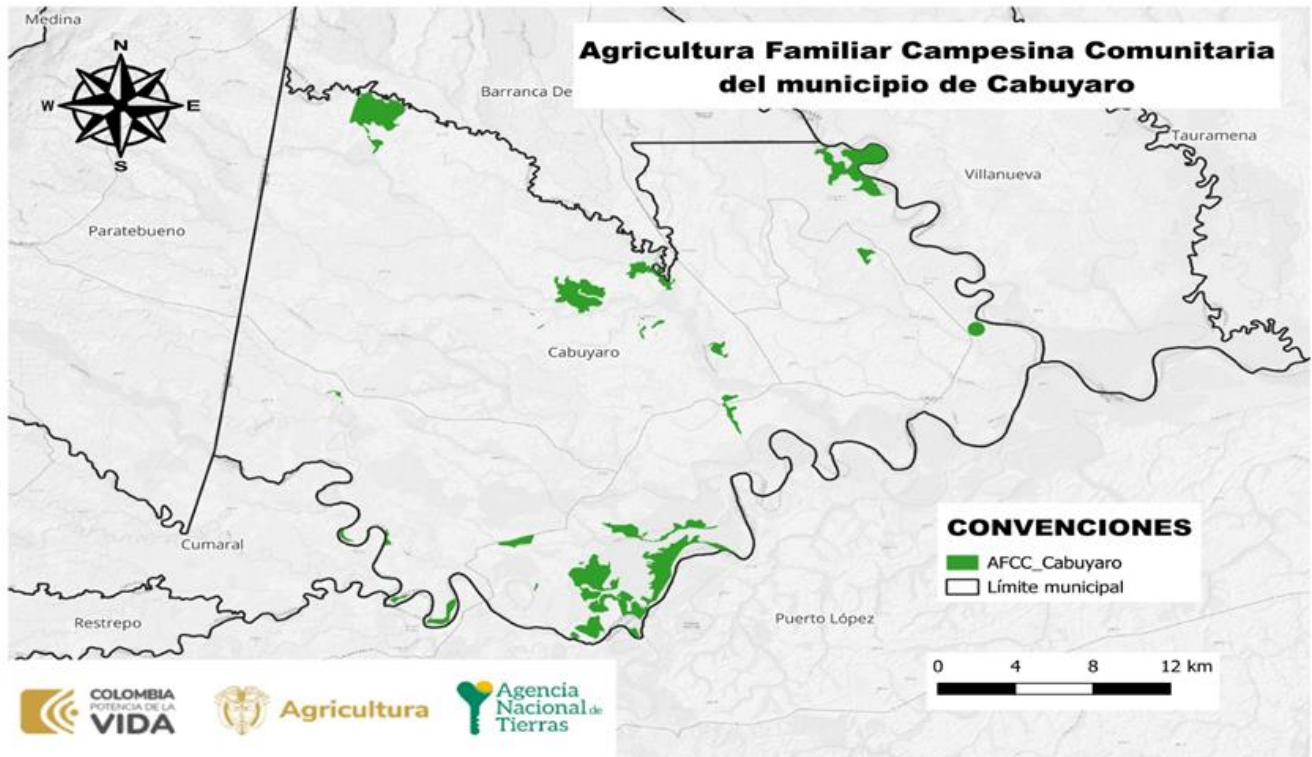 Medina
Agricultura Familiar Campesina Comunitaria
del municipio de Cabuyaro
N
W
E
S
Barranca De
Tauramena
Villanueva
Paratebueno
Cabuyaro
CONVENCIONES
AFCC_Cabuyaro
Límite municipal
Cumaral
Restrepo
Puerto López
0 4 8 12 km
COLOMBIA
POTENCIA DE LA
VIDA
Agricultura
Agencia
Nacional de
Tierras